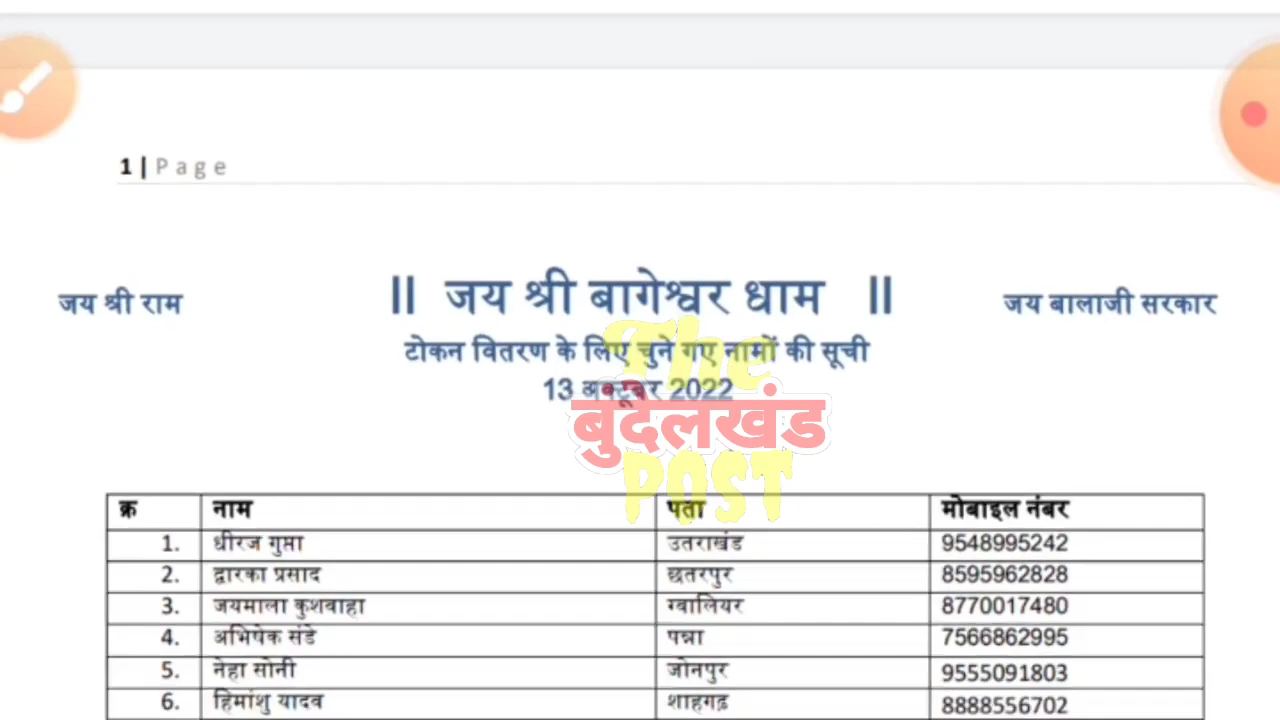 1 | Page
जय श्री राम || जय श्री बागेश्वर धाम || जय बालाजी सरकार
टोकन वितरण के लिए चुने गए नामों की सूची
13 अक्टूबर 2022
The
बुंदेलखंड
POST
क्र नाम पता मोबाइल नंबर
1. धीरज गुप्ता उतराखंड 9548995242
2. द्वारका प्रसाद छतरपुर 8595962828
3. जयमाला कुशवाहा ग्वालियर 8770017480
4. अभिषेक संडे पन्ना 7566862995
5. नेहा सोनी जोनपुर 9555091803
6. हिमांशु यादव शाहगढ़ 8888556702